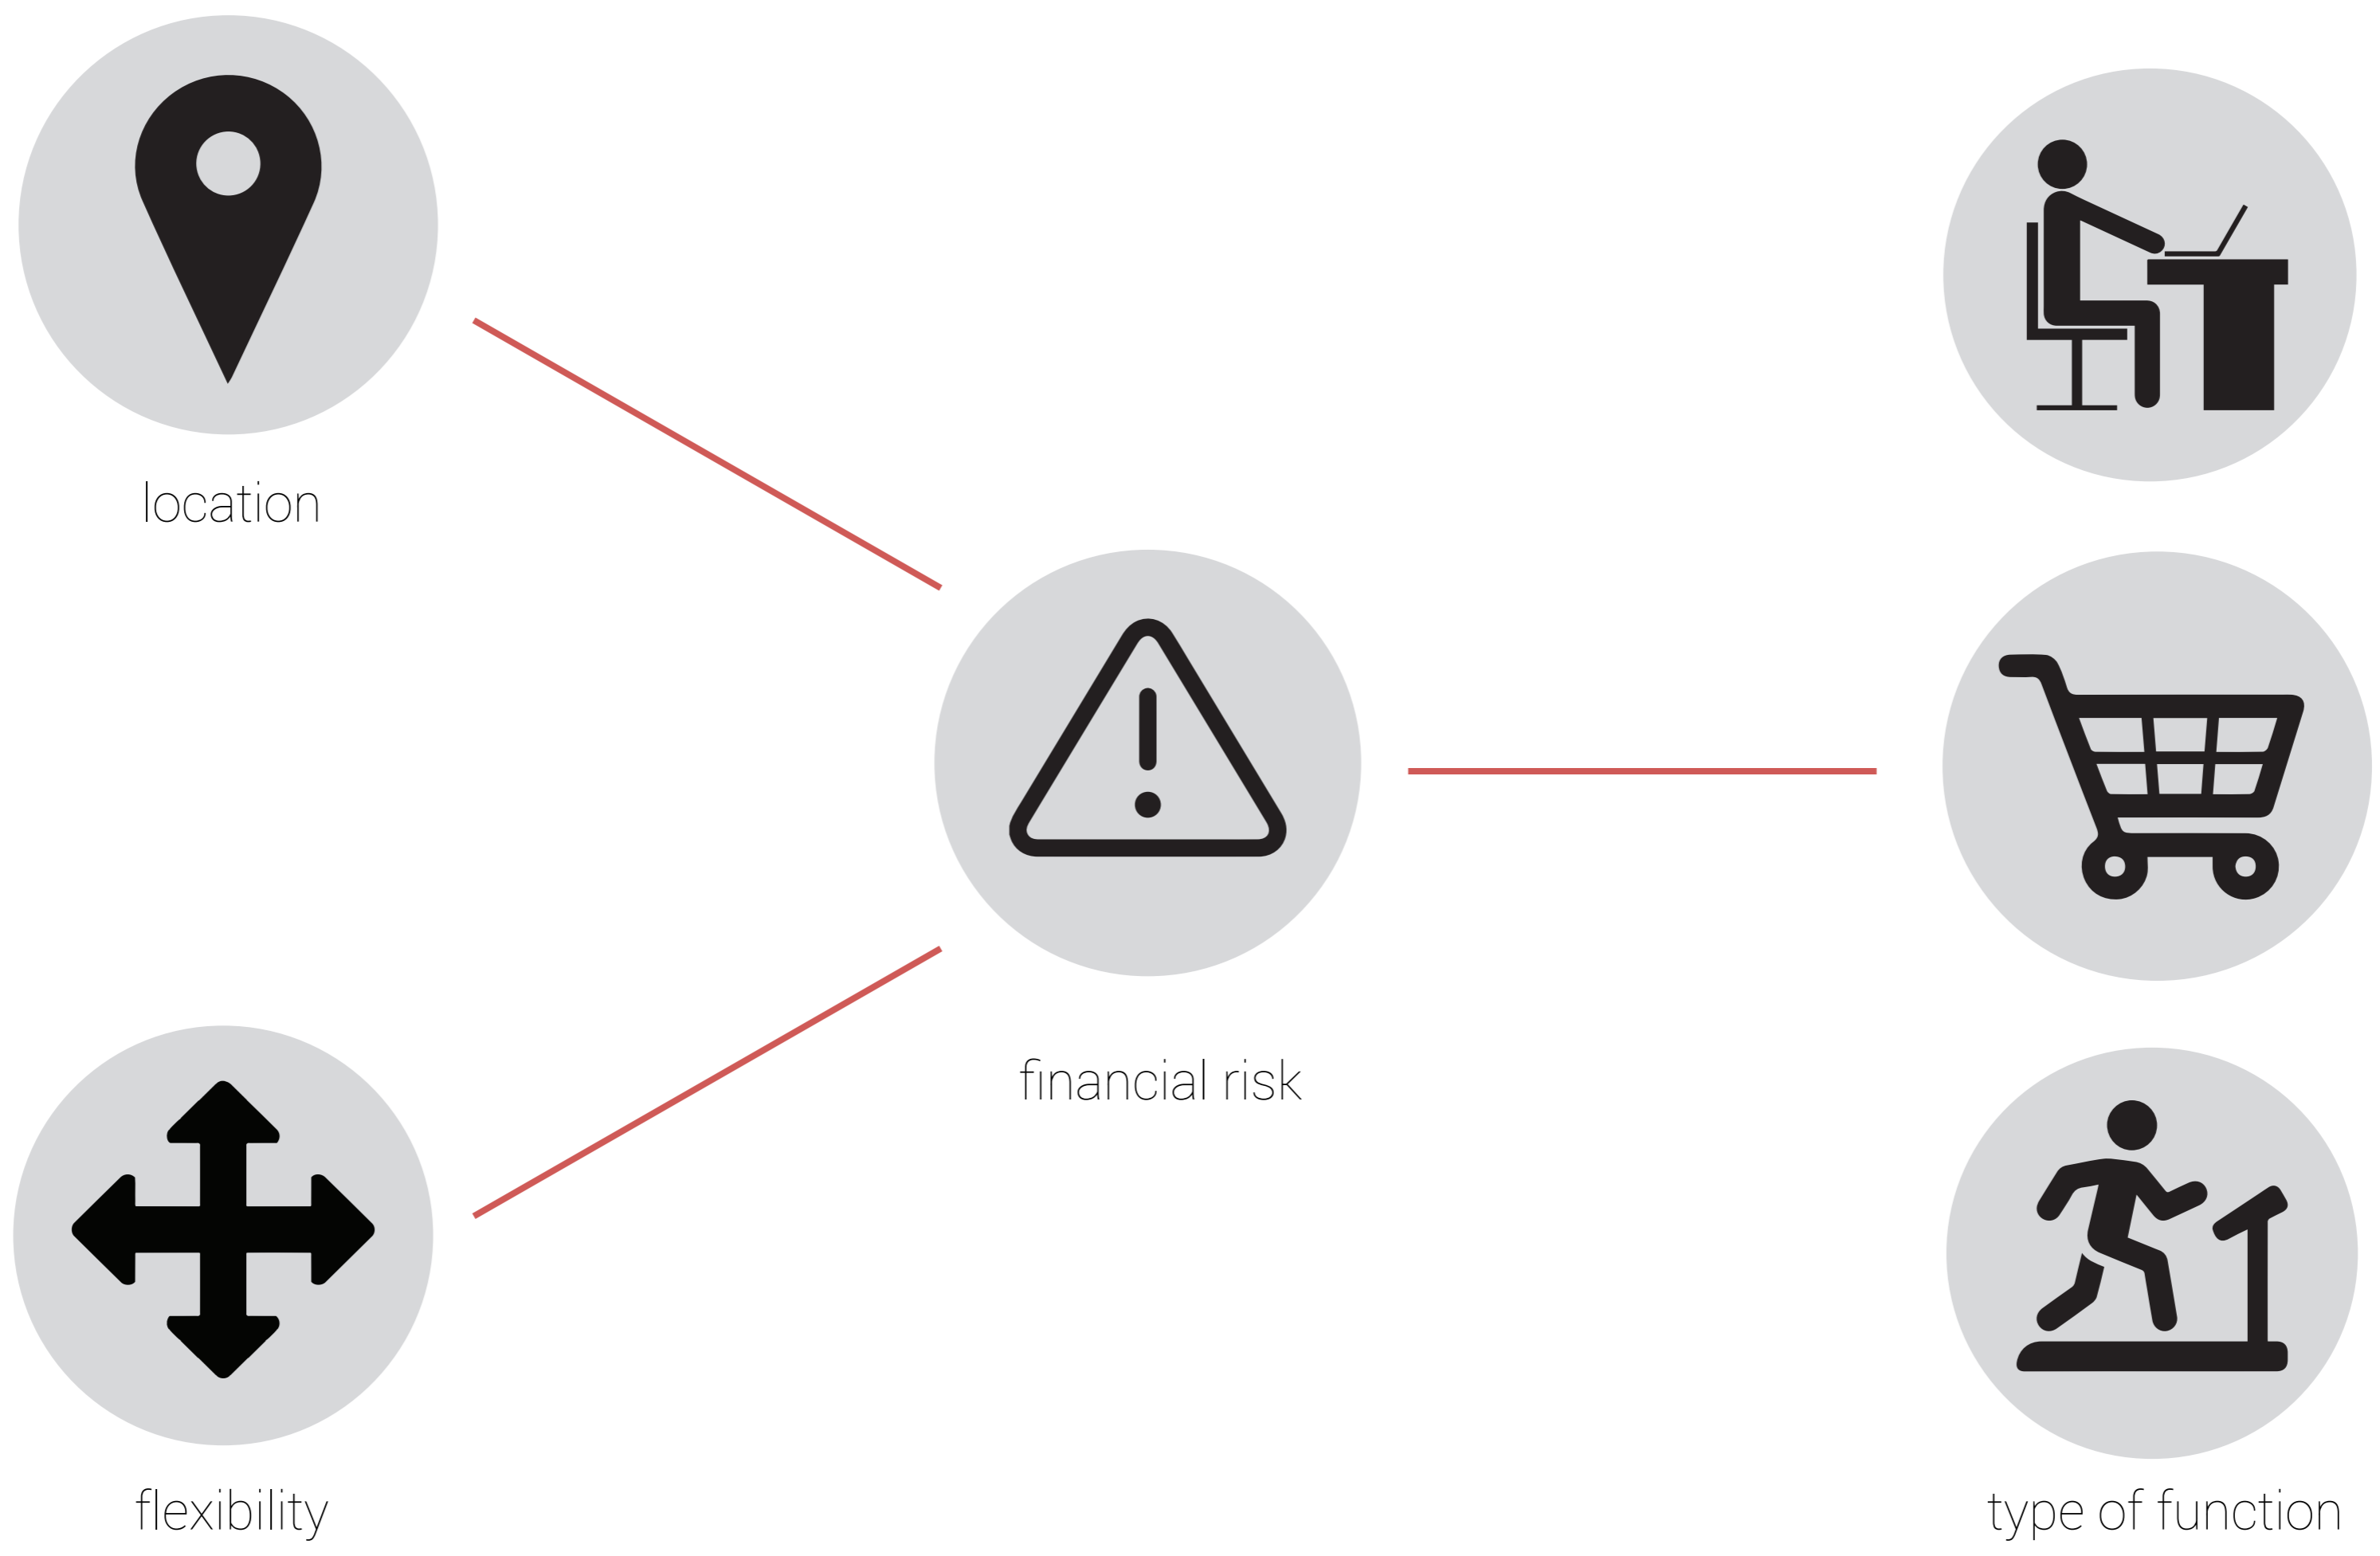 location
financial risk
flexibility
type of function